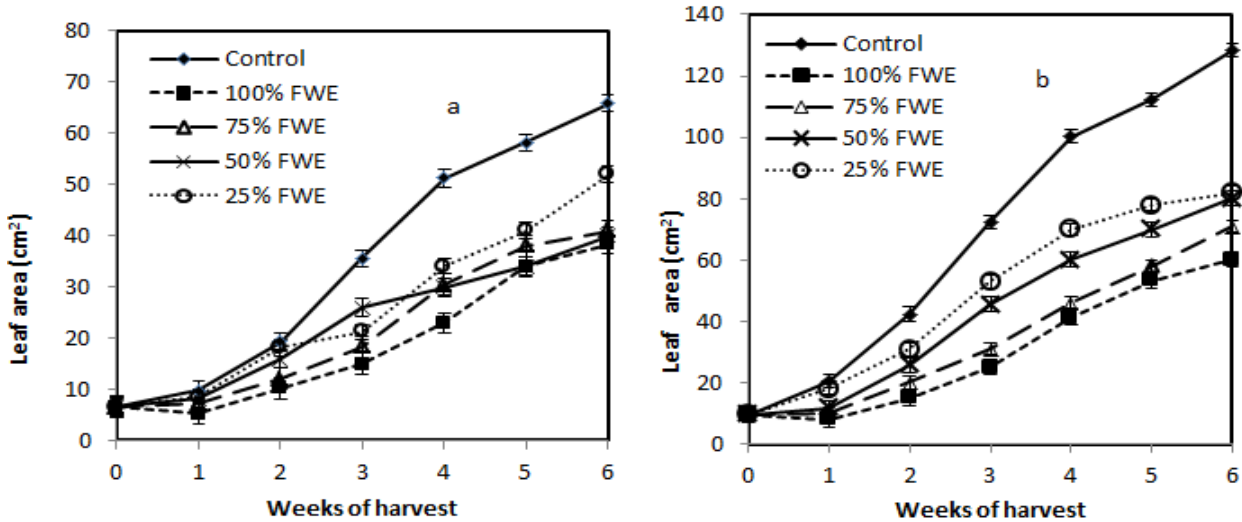 80
70
60
50
40
30
20
10
0
Leaf area (cm²)
Control
100% FWE
75% FWE
50% FWE
25% FWE
a
0 1 2 3 4 5 6
Weeks of harvest
140
120
100
80
60
40
20
0
Leaf area (cm²)
Control
100% FWE
75% FWE
50% FWE
25% FWE
b
0 1 2 3 4 5 6
Weeks of harvest